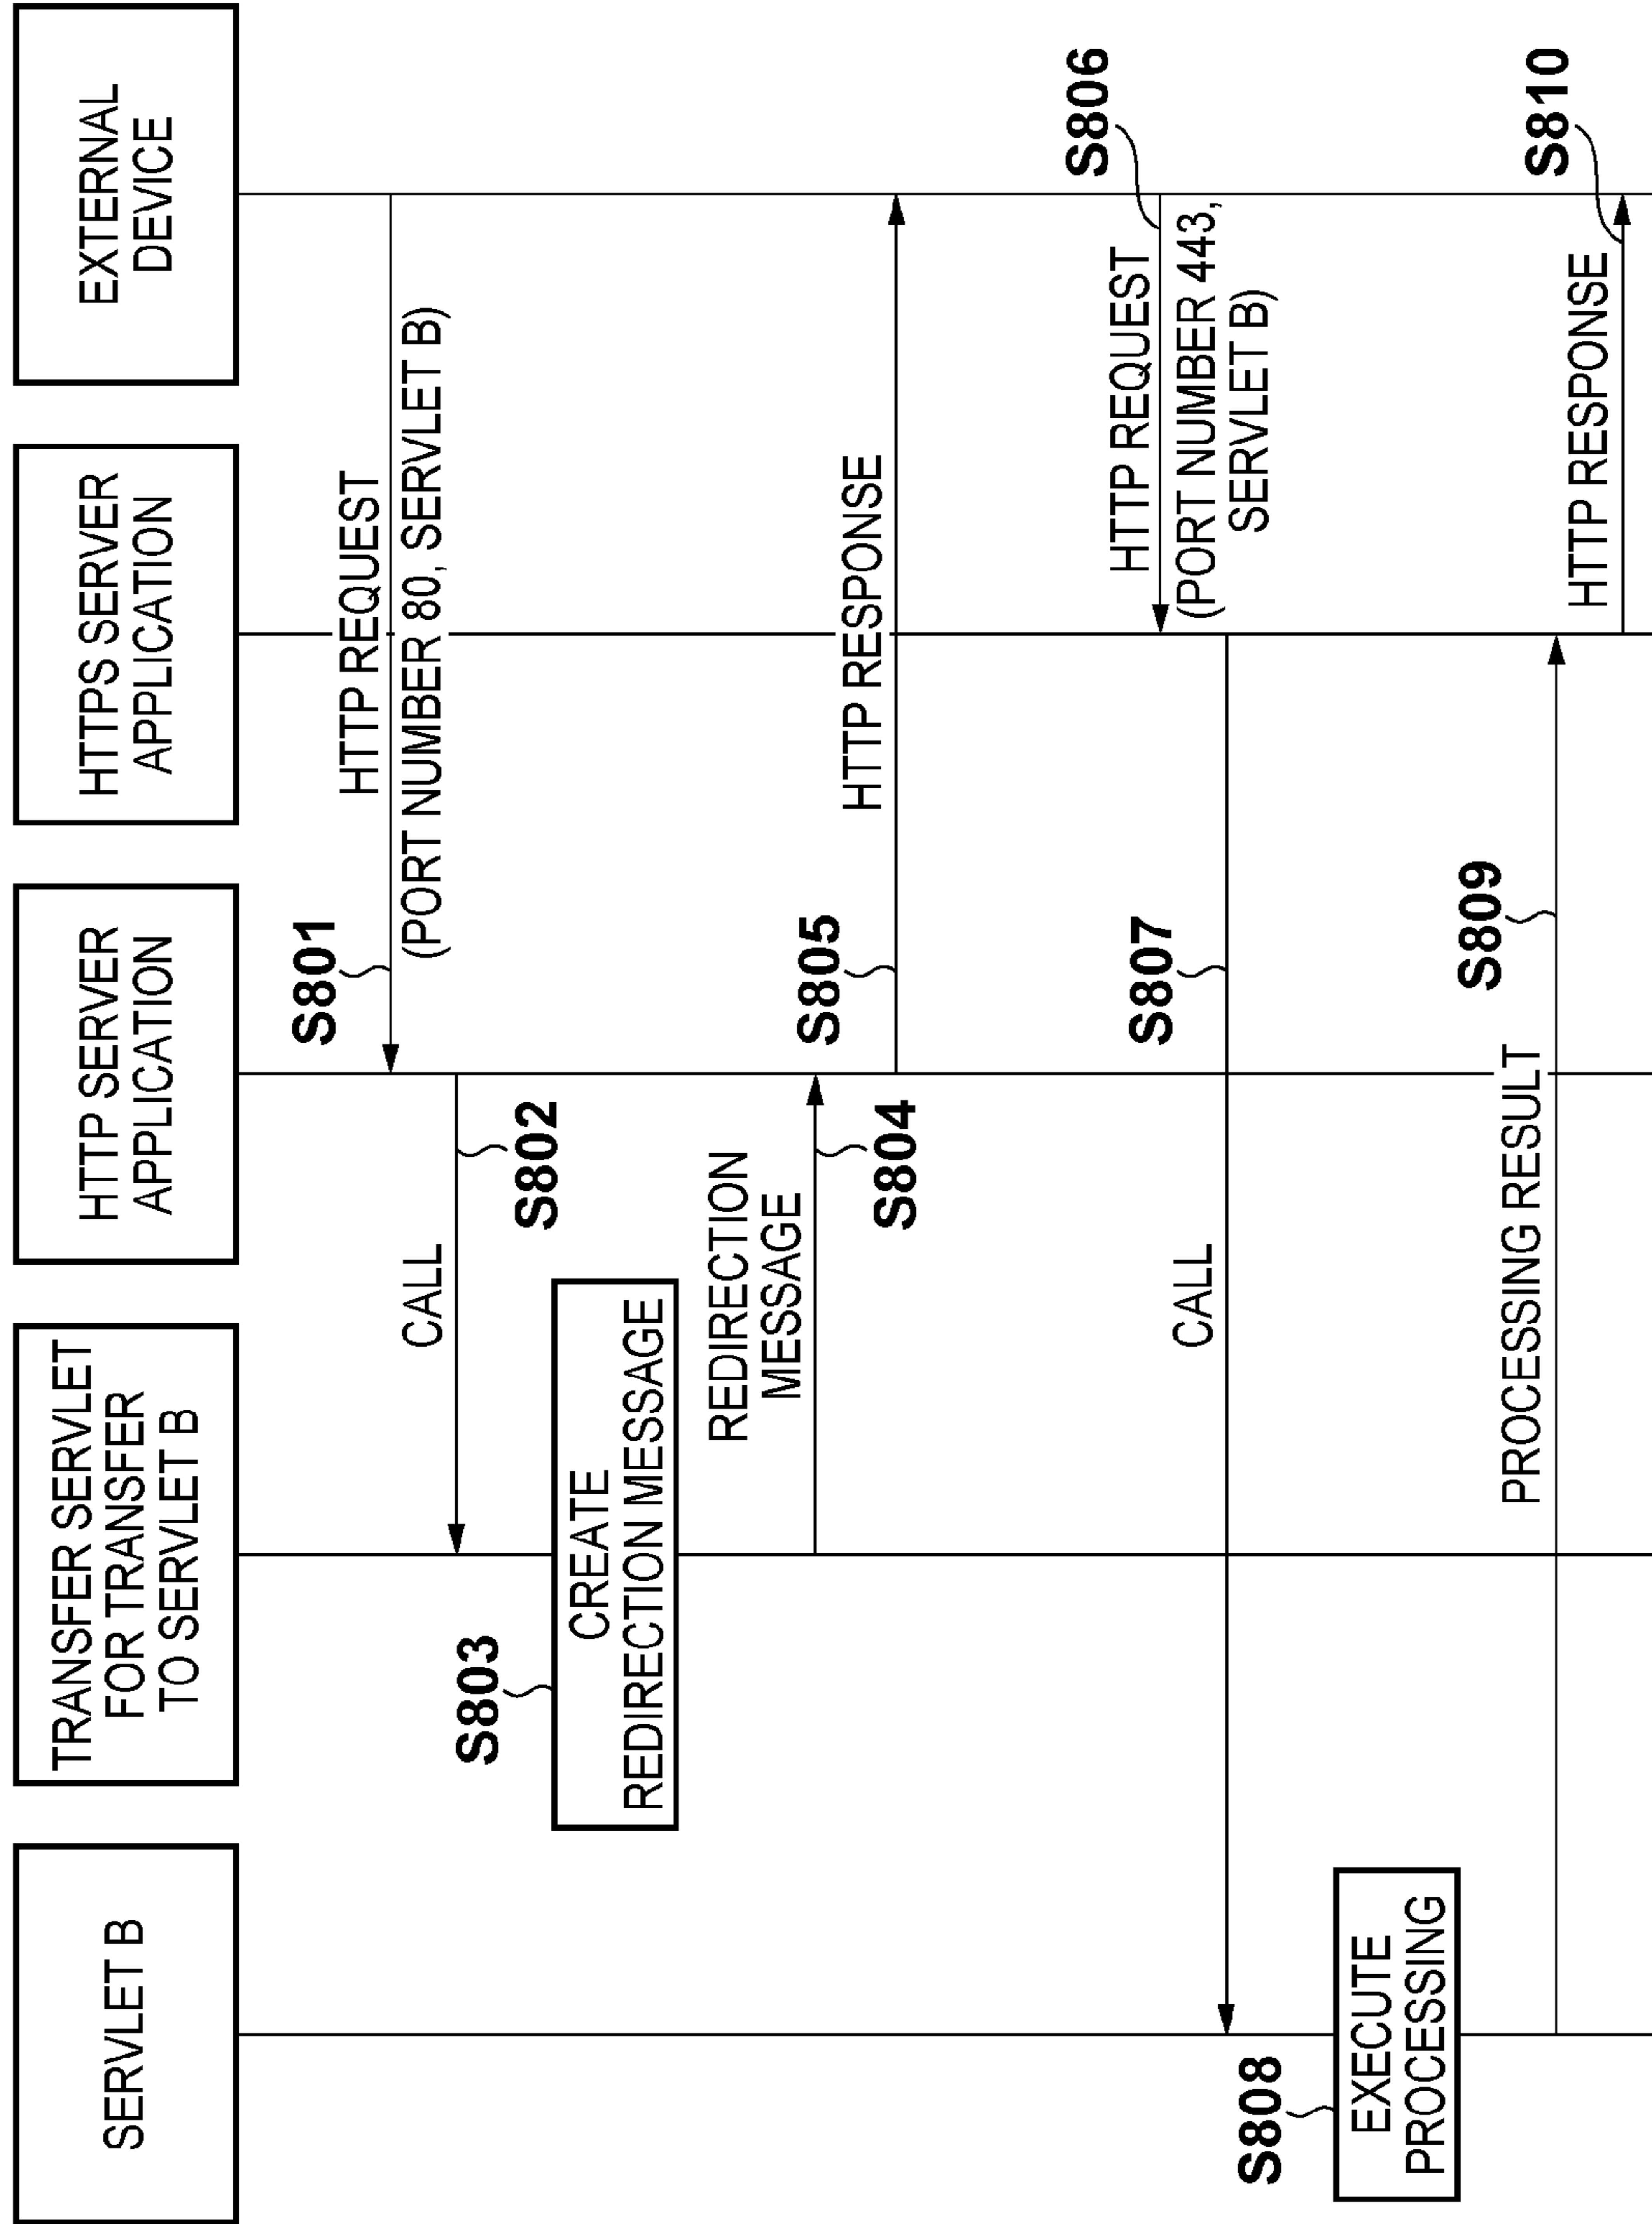 SERVLET B
TRANSFER SERVLET
FOR TRANSFER
TO SERVLET B
HTTP SERVER
APPLICATION
HTTPS SERVER
APPLICATION
EXTERNAL
DEVICE
S801
HTTP REQUEST
(PORT NUMBER 80, SERVLET B)
CALL
S802
S803
CREATE
REDIRECTION MESSAGE
REDIRECTION
MESSAGE
S804
S805
HTTP RESPONSE
S806
HTTP REQUEST
(PORT NUMBER 443,
SERVLET B)
S807
CALL
S808
EXECUTE
PROCESSING
S809
PROCESSING RESULT
S810
HTTP RESPONSE